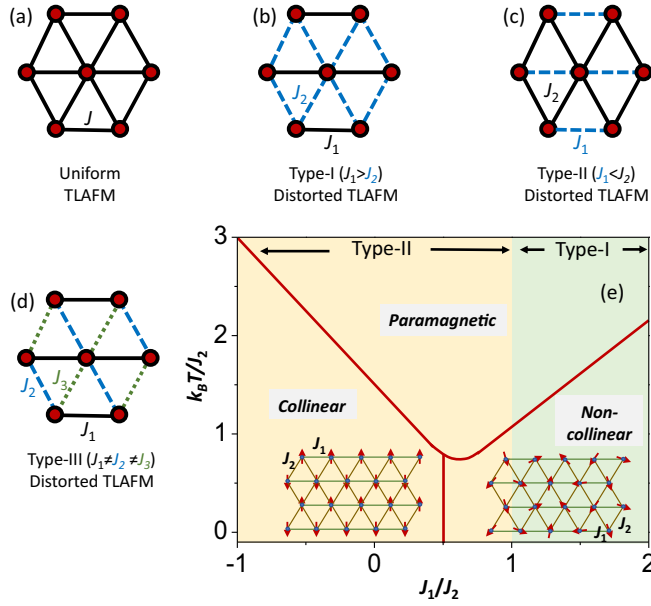 (a)
J
Uniform
TLAFM
(b)
J₂
J₁
Type-I (J₁>J₂)
Distorted TLAFM
(c)
J₂
J₁
Type-II (J₁<J₂)
Distorted TLAFM
(d)
J₂
J₃
J₁
Type-III (J₁≠J₂ ≠J₃)
Distorted TLAFM
(e)
Type-II
Type-I
Paramagnetic
Collinear
Non-
collinear
J₁
J₂
J₁
J₂
k_BT/J₂
3
2
1
0
-1
0
1
2
J₁/J₂